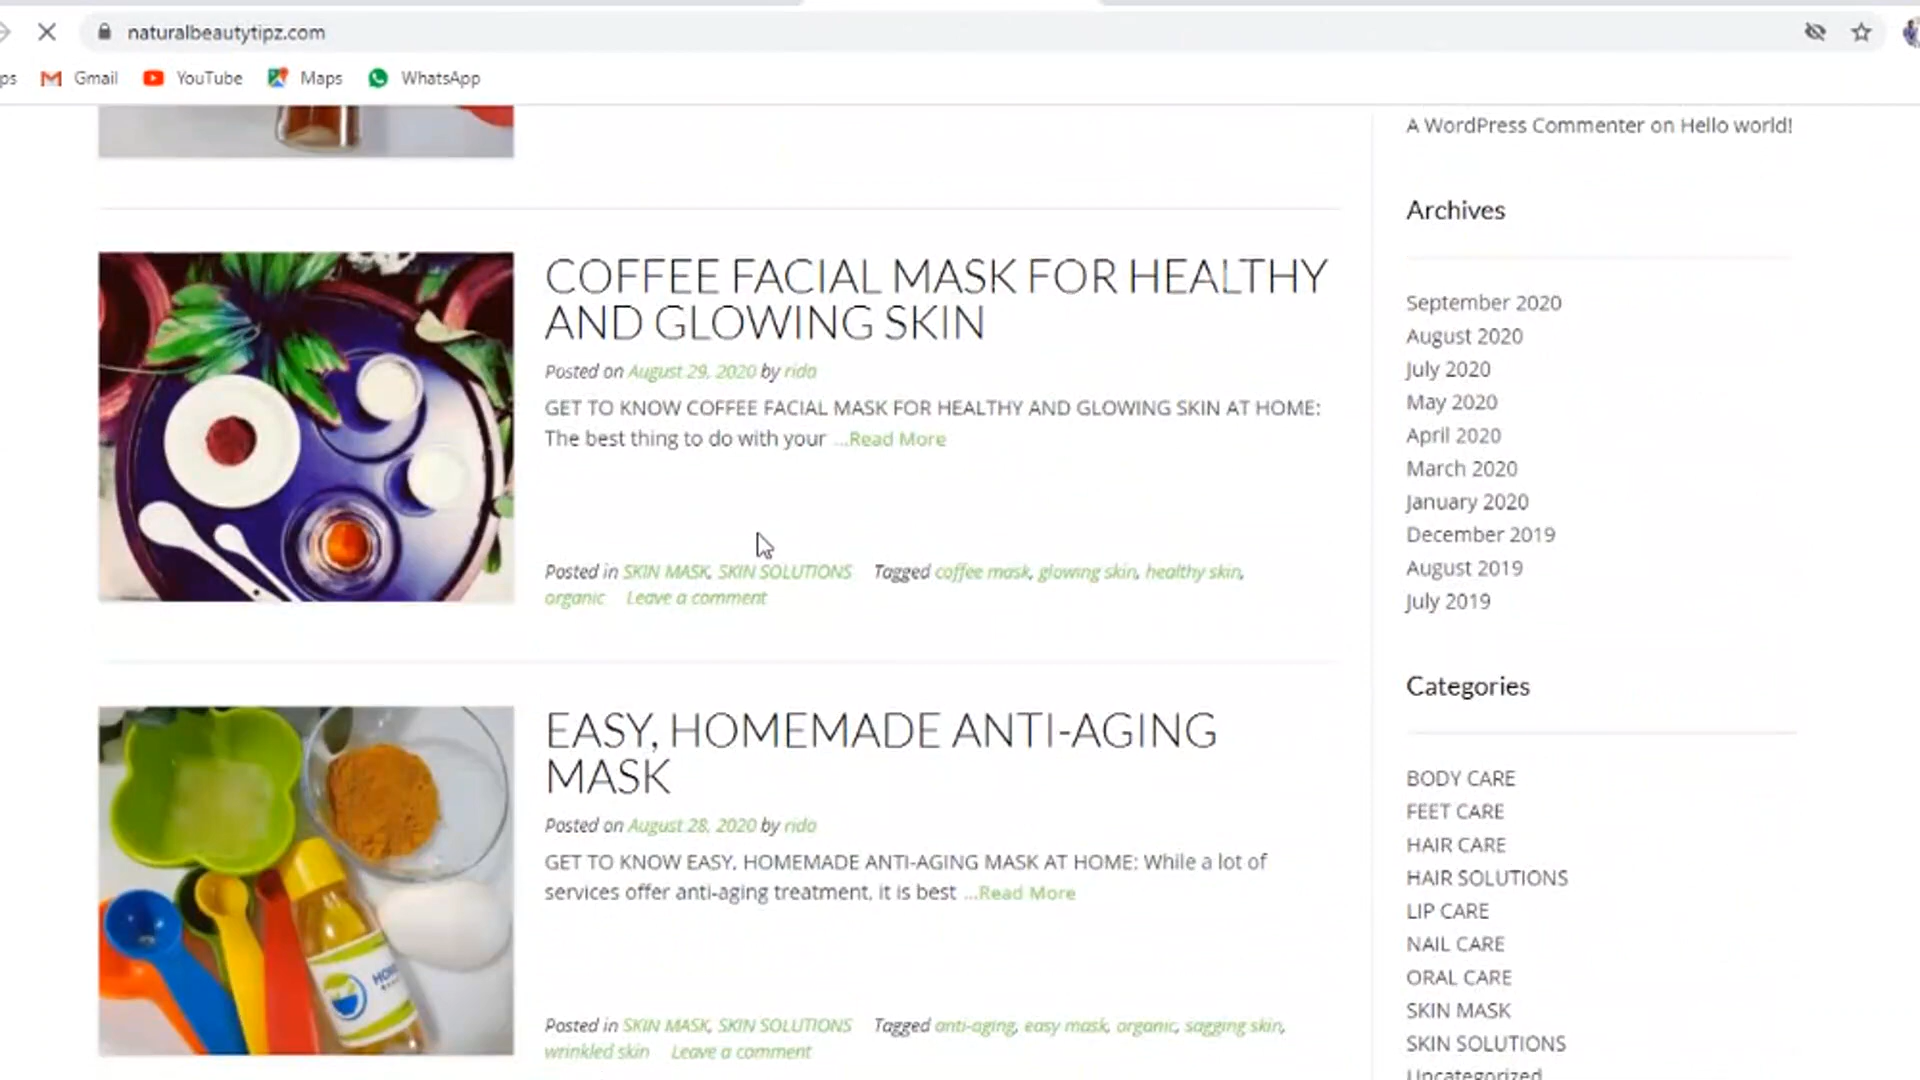 naturalbeautytipz.com
ps Gmail YouTube Maps WhatsApp
A WordPress Commenter on Hello world!
COFFEE FACIAL MASK FOR HEALTHY
AND GLOWING SKIN
Posted on August 29, 2020 by rida
GET TO KNOW COFFEE FACIAL MASK FOR HEALTHY AND GLOWING SKIN AT HOME:
The best thing to do with your ...Read More
Posted in SKIN MASK, SKIN SOLUTIONS Tagged coffee mask, glowing skin, healthy skin,
organic Leave a comment
EASY, HOMEMADE ANTI-AGING
MASK
Posted on August 28, 2020 by rida
GET TO KNOW EASY, HOMEMADE ANTI-AGING MASK AT HOME: While a lot of
services offer anti-aging treatment, it is best ...Read More
Posted in SKIN MASK, SKIN SOLUTIONS Tagged anti-aging, easy mask, organic, sagging skin,
wrinkled skin Leave a comment
Archives
September 2020
August 2020
July 2020
May 2020
April 2020
March 2020
January 2020
December 2019
August 2019
July 2019
Categories
BODY CARE
FEET CARE
HAIR CARE
HAIR SOLUTIONS
LIP CARE
NAIL CARE
ORAL CARE
SKIN MASK
SKIN SOLUTIONS
Uncategorized